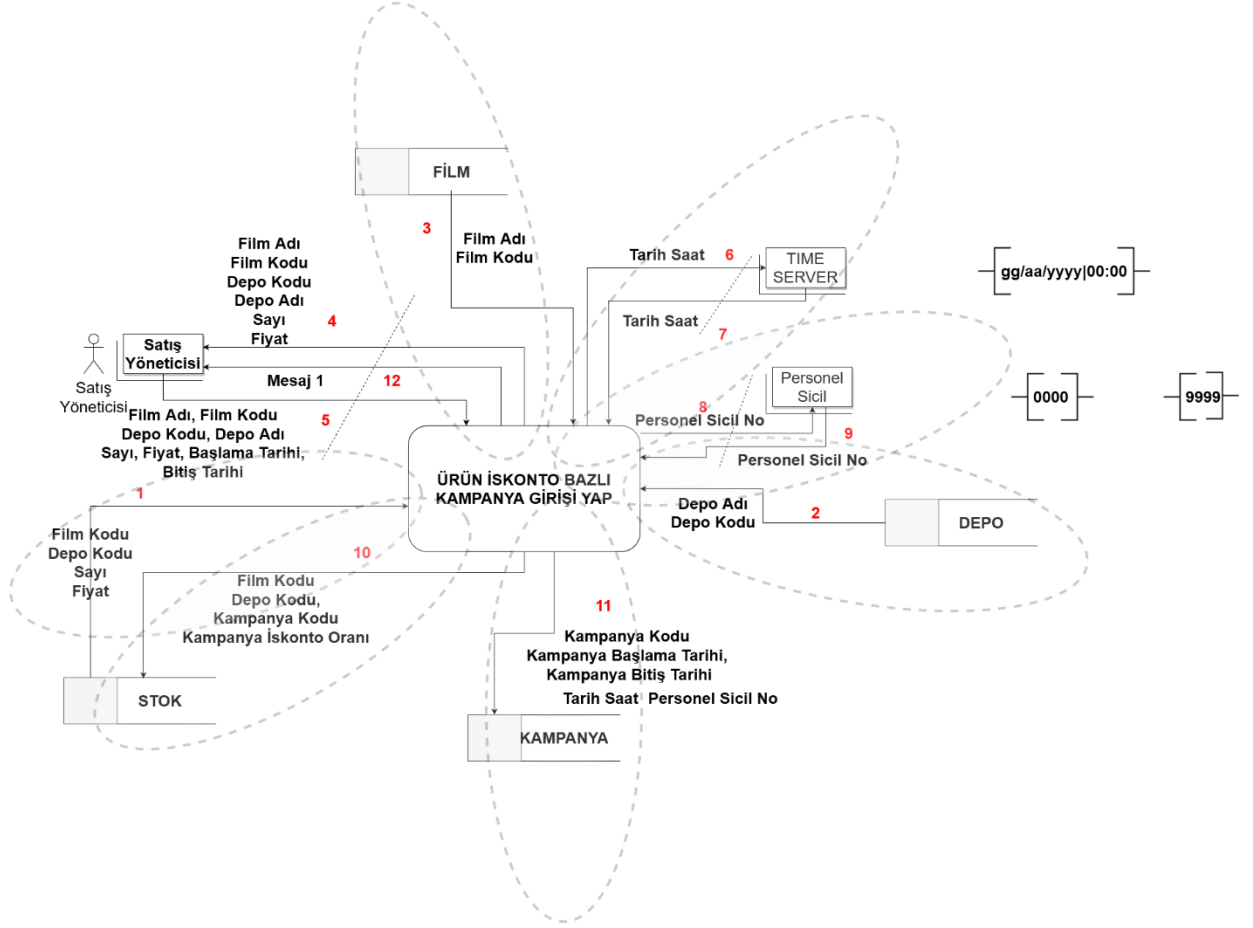 FİLM
3
Film Adı
Film Kodu
Film Adı
Film Kodu
Depo Kodu
Depo Adı
Sayı
Fiyat
4
Tarih Saat
6
TIME
SERVER
gg/aa/yyyy|00:00
Tarih Saat
7
Satış
Yöneticisi
Satış
Yöneticisi
Mesaj 1
12
Personel
Sicil
0000
9999
Film Adı, Film Kodu
Depo Kodu, Depo Adı
Sayı, Fiyat, Başlama Tarihi,
Bitiş Tarihi
5
8
Personel Sicil No
9
Personel Sicil No
ÜRÜN İSKONTO BAZLI
KAMPANYA GİRİŞİ YAP
1
Film Kodu
Depo Kodu
Sayı
Fiyat
Depo Adı
Depo Kodu
2
DEPO
10
Film Kodu
Depo Kodu,
Kampanya Kodu
Kampanya İskonto Oranı
11
Kampanya Kodu
Kampanya Başlama Tarihi,
Kampanya Bitiş Tarihi
Tarih Saat Personel Sicil No
STOK
KAMPANYA